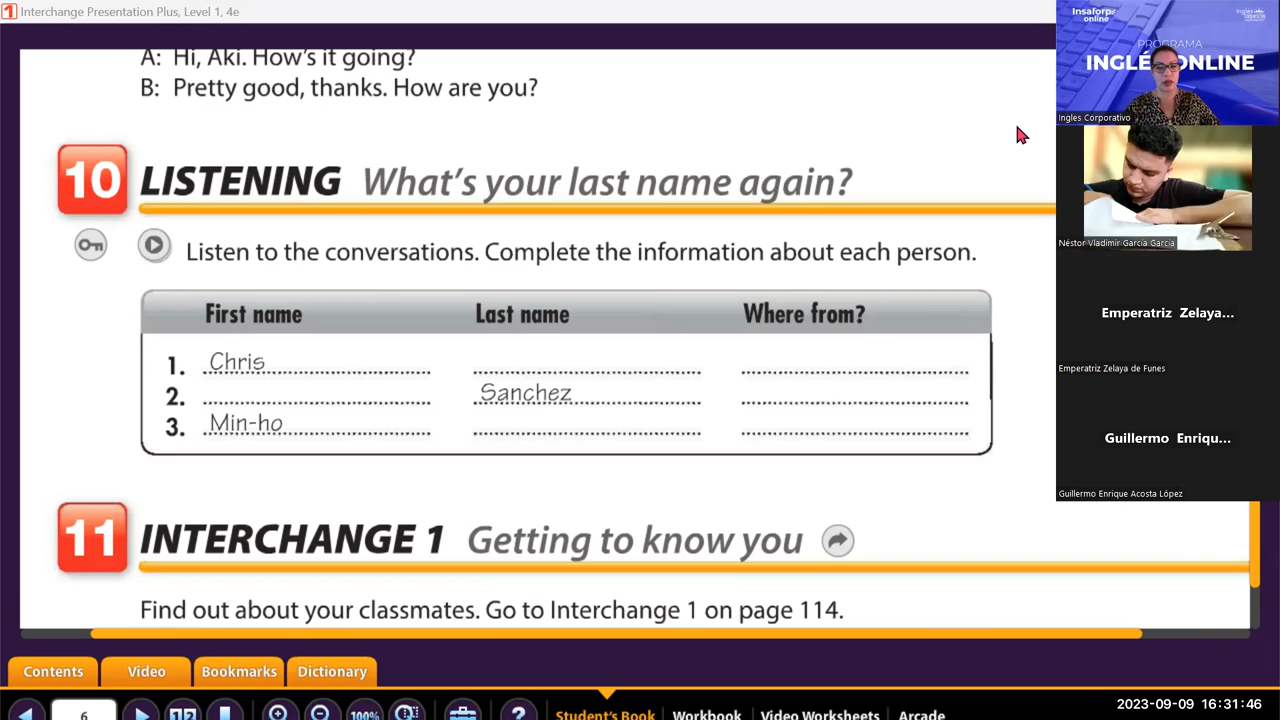 Interchange Presentation Plus, Level 1, 4e
A: Hi, Aki. How's it going?
B: Pretty good, thanks. How are you?
10 LISTENING What's your last name again?
Listen to the conversations. Complete the information about each person.
First name Last name Where from?
1. Chris
2. Sanchez
3. Min-ho
11 INTERCHANGE 1 Getting to know you
Find out about your classmates. Go to Interchange 1 on page 114.
Contents Video Bookmarks Dictionary
6 1 2 100% ?
Student's Book Workbook Video Worksheets Arcade
Insaforp online
PROGRAMA
INGLÉS ONLINE
Ingles Corporativo
Néstor Vladimir García García
Emperatriz Zelaya...
Emperatriz Zelaya de Funes
Guillermo Enriqu...
Guillermo Enrique Acosta López
2023-09-09 16:31:46